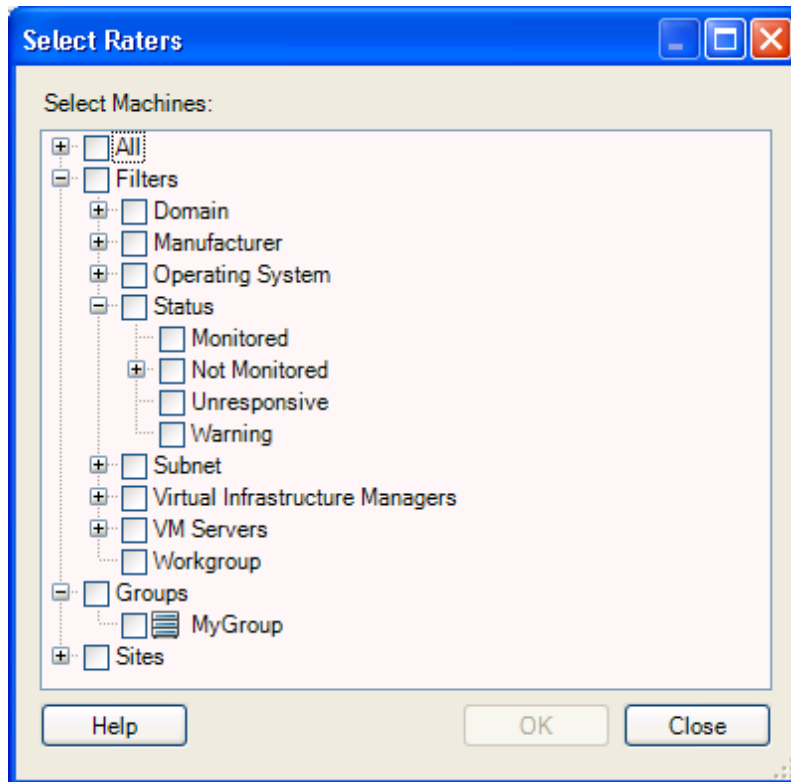 Select Raters
Select Machines:
All
Filters
Domain
Manufacturer
Operating System
Status
Monitored
Not Monitored
Unresponsive
Warning
Subnet
Virtual Infrastructure Managers
VM Servers
Workgroup
Groups
MyGroup
Sites
Help OK Close